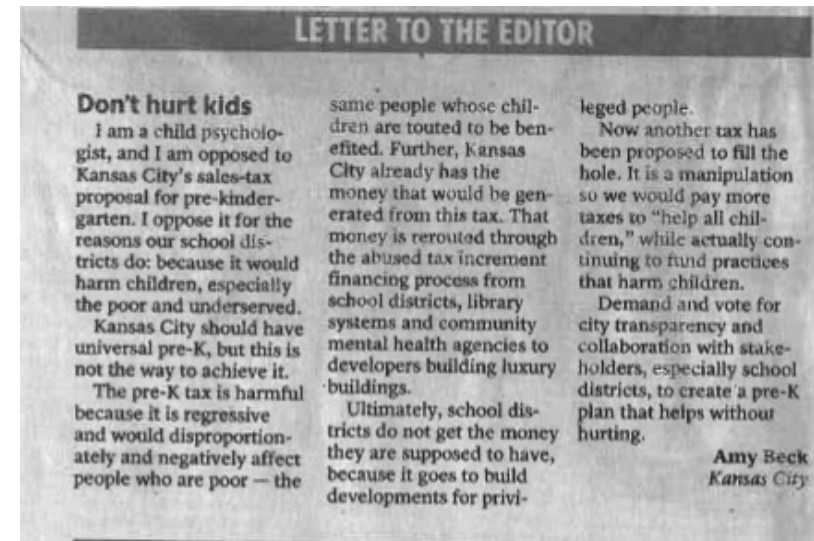 LETTER TO THE EDITOR
Don't hurt kids
I am a child psycholo-
gist, and I am opposed to
Kansas City's sales-tax
proposal for pre-kinder-
garten. I oppose it for the
reasons our school dis-
tricts do: because it would
harm children, especially
the poor and underserved.
Kansas City should have
universal pre-K, but this is
not the way to achieve it.
The pre-K tax is harmful
because it is regressive
and would disproportion-
ately and negatively affect
people who are poor — the
same people whose chil-
dren are touted to be ben-
efited. Further, Kansas
City already has the
money that would be gen-
erated from this tax. That
money is rerouted through
the abused tax increment
financing process from
school districts, library
systems and community
mental health agencies to
developers building luxury
buildings.
Ultimately, school dis-
tricts do not get the money
they are supposed to have,
because it goes to build
developments for privi-
leged people.
Now another tax has
been proposed to fill the
hole. It is a manipulation
so we would pay more
taxes to “help all chil-
dren,” while actually con-
tinuing to fund practices
that harm children.
Demand and vote for
city transparency and
collaboration with stake-
holders, especially school
districts, to create a pre-K
plan that helps without
hurting.
Amy Beck
Kansas City